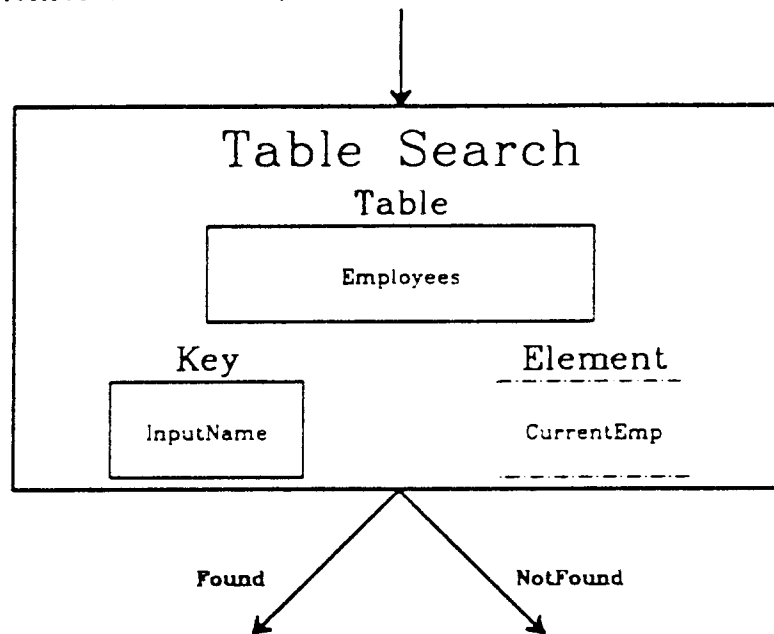 Table Search
Table
Employees
Key
Element
InputName
CurrentEmp
Found
NotFound